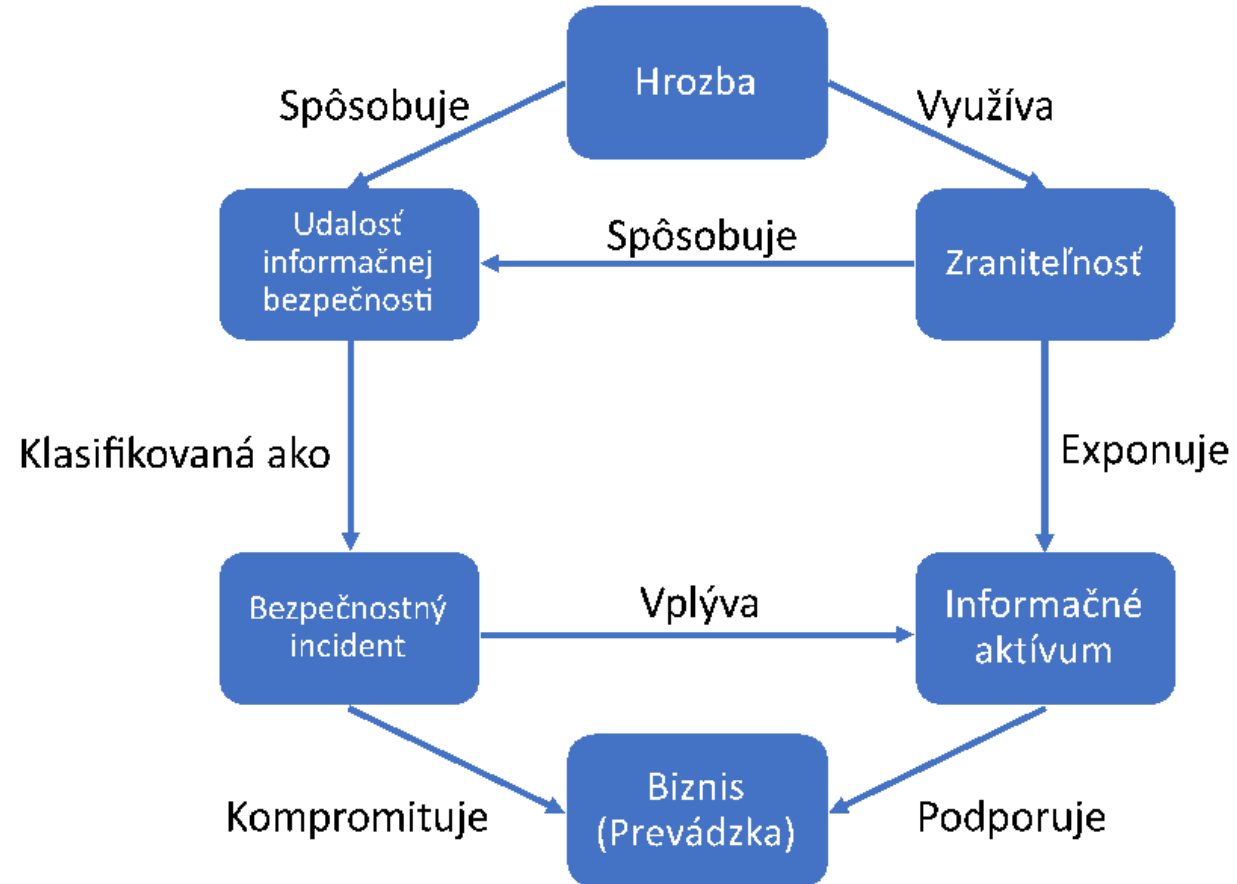 Hrozba
Spôsobuje
Využíva
Udalosť
informačnej
bezpečnosti
Spôsobuje
Zraniteľnosť
Klasifikovaná ako
Exponuje
Bezpečnostný
incident
Vplýva
Informačné
aktívum
Kompromituje
Biznis
(Prevádzka)
Podporuje